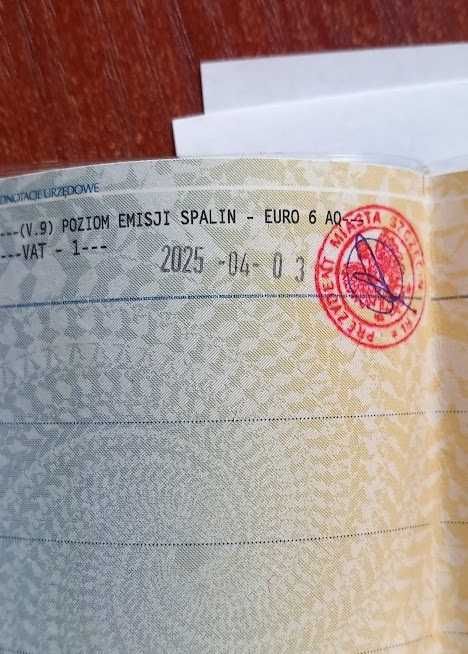 ADNOTACJE URZĘDOWE
---(V.9) POZIOM EMISJI SPALIN - EURO 6 AQ---
---VAT - 1---
2025 -04- 03
PREZYDENT MIASTA